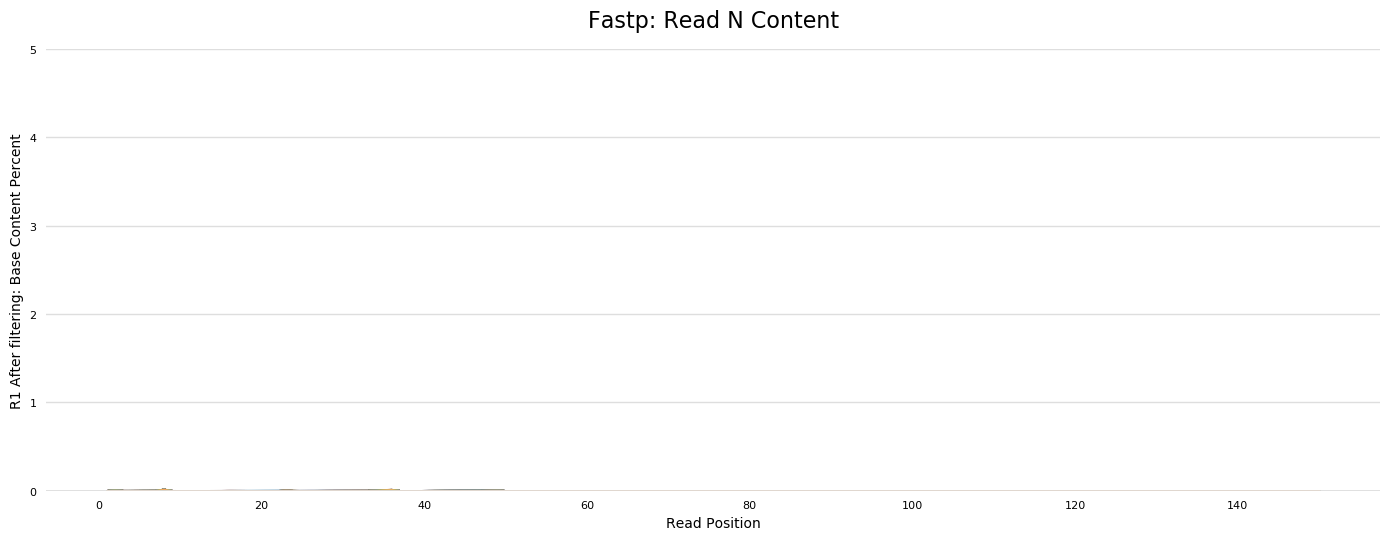 Fastp: Read N Content
R1 After filtering: Base Content Percent
5
4
3
2
1
0
0 20 40 60 80 100 120 140
Read Position